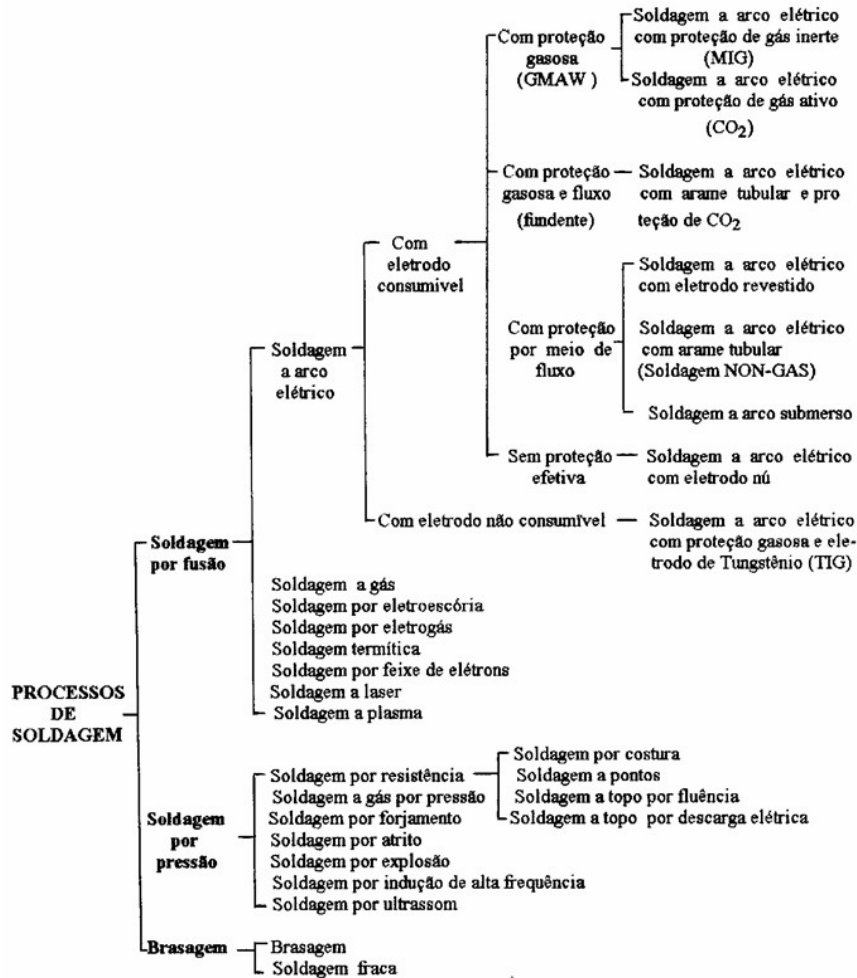 Com proteção
gasosa
(GMAW )
Soldagem a arco elétrico
com proteção de gás inerte
(MIG)
Soldagem a arco elétrico
com proteção de gás ativo
(CO2)
Com proteção
gasosa e fluxo
(fundente)
Soldagem a arco elétrico
com arame tubular e pro
teção de CO2
Com
eletrodo
consumivel
Soldagem a arco elétrico
com eletrodo revestido
Com proteção
por meio de
fluxo
Soldagem a arco elétrico
com arame tubular
(Soldagem NON-GAS)
Soldagem a arco submerso
Soldagem
a arco
elétrico
Sem proteção
efetiva
Soldagem a arco elétrico
com eletrodo nú
Com eletrodo não consumível
Soldagem a arco elétrico
com proteção gasosa e ele-
trodo de Tungstênio (TIG)
Soldagem
por fusão
Soldagem a gás
Soldagem por eletroescória
Soldagem por eletrogás
Soldagem termítica
Soldagem por feixe de elétrons
Soldagem a laser
Soldagem a plasma
PROCESSOS
DE
SOLDAGEM
Soldagem
por
pressão
Soldagem por resistência
Soldagem a gás por pressão
Soldagem por forjamento
Soldagem por atrito
Soldagem por explosão
Soldagem por indução de alta frequência
Soldagem por ultrassom
Soldagem por costura
Soldagem a pontos
Soldagem a topo por fluência
Soldagem a topo por descarga elétrica
Brasagem
Brasagem
Soldagem fraca